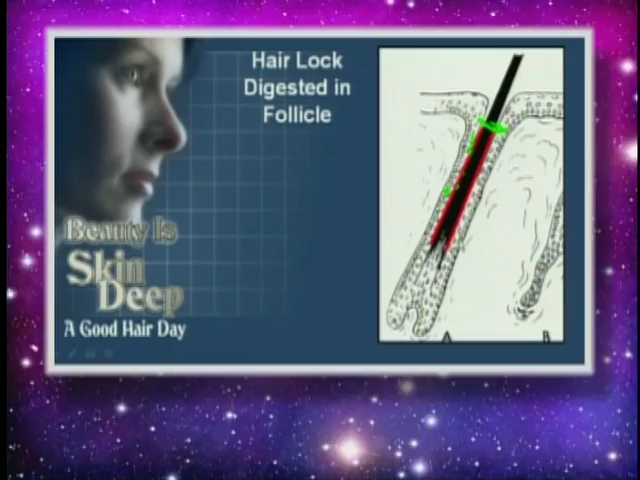 Hair Lock
Digested in
Follicle
Beauty Is
Skin
Deep
A Good Hair Day
A
B